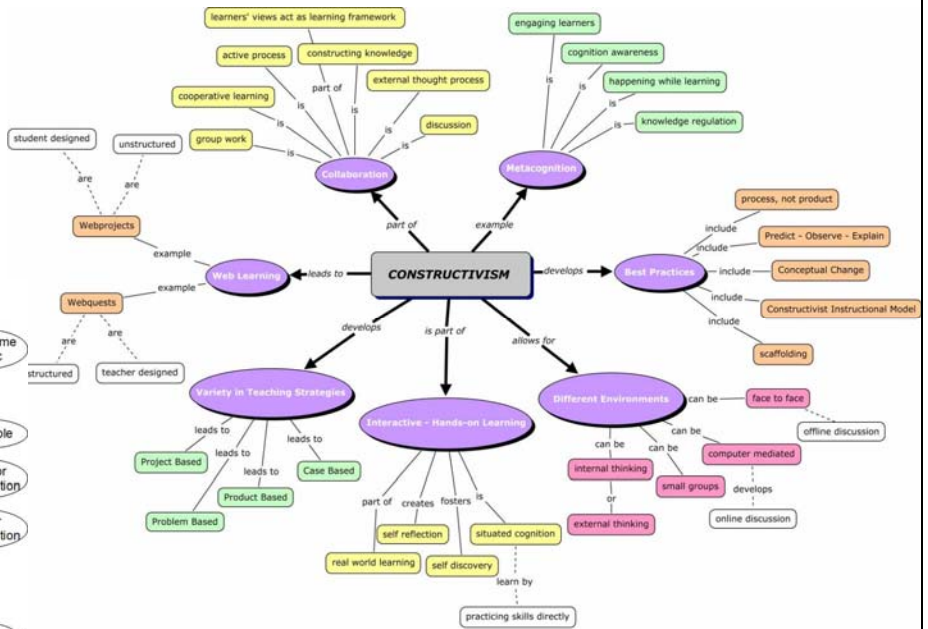 learners' views act as learning framework
engaging learners
active process
constructing knowledge
cognition awareness
part of
external thought process
is
happening while learning
cooperative learning
is
is
is
is
knowledge regulation
is
is
discussion
is
is
group work
is
student designed
unstructured
are
are
Collaboration
Metacognition
process, not product
Webprojects
part of
example
include
Predict - Observe - Explain
include
example
Web Learning
leads to
CONSTRUCTIVISM
develops
Best Practices
include
Conceptual Change
example
Webquests
include
Constructivist Instructional Model
include
are
are
develops
is part of
allows for
scaffolding
structured
teacher designed
Variety in Teaching Strategies
Different Environments
can be
face to face
Interactive - Hands-on Learning
offline discussion
leads to
leads to
leads to
leads to
can be
can be
can be
Project Based
Case Based
computer mediated
internal thinking
Product Based
small groups
develops
Problem Based
part of
creates
fosters
is
or
online discussion
external thinking
self reflection
situated cognition
real world learning
self discovery
learn by
practicing skills directly